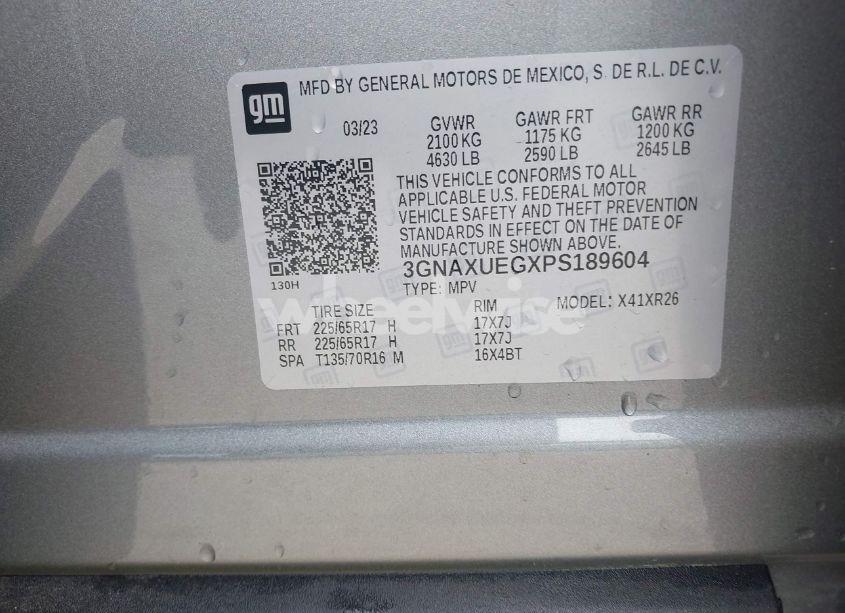 gm
MFD BY GENERAL MOTORS DE MEXICO, S. DE R.L. DE C.V.
03/23
GVWR GAWR FRT GAWR RR
2100 KG 1175 KG 1200 KG
4630 LB 2590 LB 2645 LB
THIS VEHICLE CONFORMS TO ALL
APPLICABLE U.S. FEDERAL MOTOR
VEHICLE SAFETY AND THEFT PREVENTION
STANDARDS IN EFFECT ON THE DATE OF
MANUFACTURE SHOWN ABOVE.
3GNAXUEGXPS189604
130H
TYPE: MPV
MODEL: X41XR26
wheelwise
TIRE SIZE RIM
FRT 225/65R17 H 17X7J
RR 225/65R17 H 17X7J
SPA T135/70R16 M 16X4BT